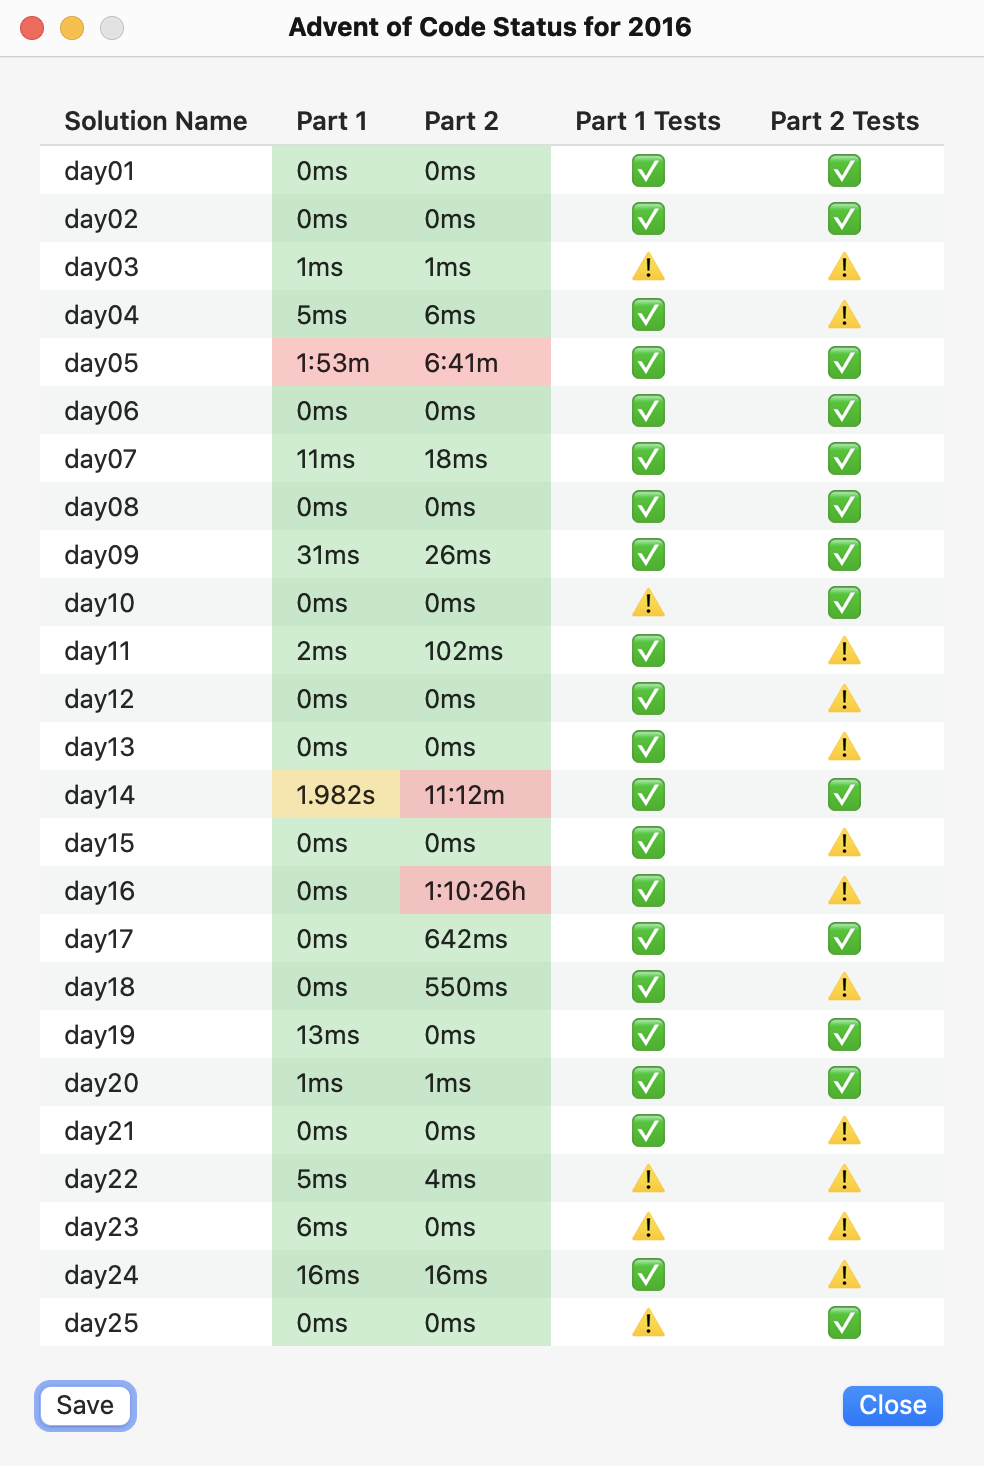 Advent of Code Status for 2016
Solution Name Part 1 Part 2 Part 1 Tests Part 2 Tests
day01 0ms 0ms
day02 0ms 0ms
day03 1ms 1ms
day04 5ms 6ms
day05 1:53m 6:41m
day06 0ms 0ms
day07 11ms 18ms
day08 0ms 0ms
day09 31ms 26ms
day10 0ms 0ms
day11 2ms 102ms
day12 0ms 0ms
day13 0ms 0ms
day14 1.982s 11:12m
day15 0ms 0ms
day16 0ms 1:10:26h
day17 0ms 642ms
day18 0ms 550ms
day19 13ms 0ms
day20 1ms 1ms
day21 0ms 0ms
day22 5ms 4ms
day23 6ms 0ms
day24 16ms 16ms
day25 0ms 0ms
Save Close